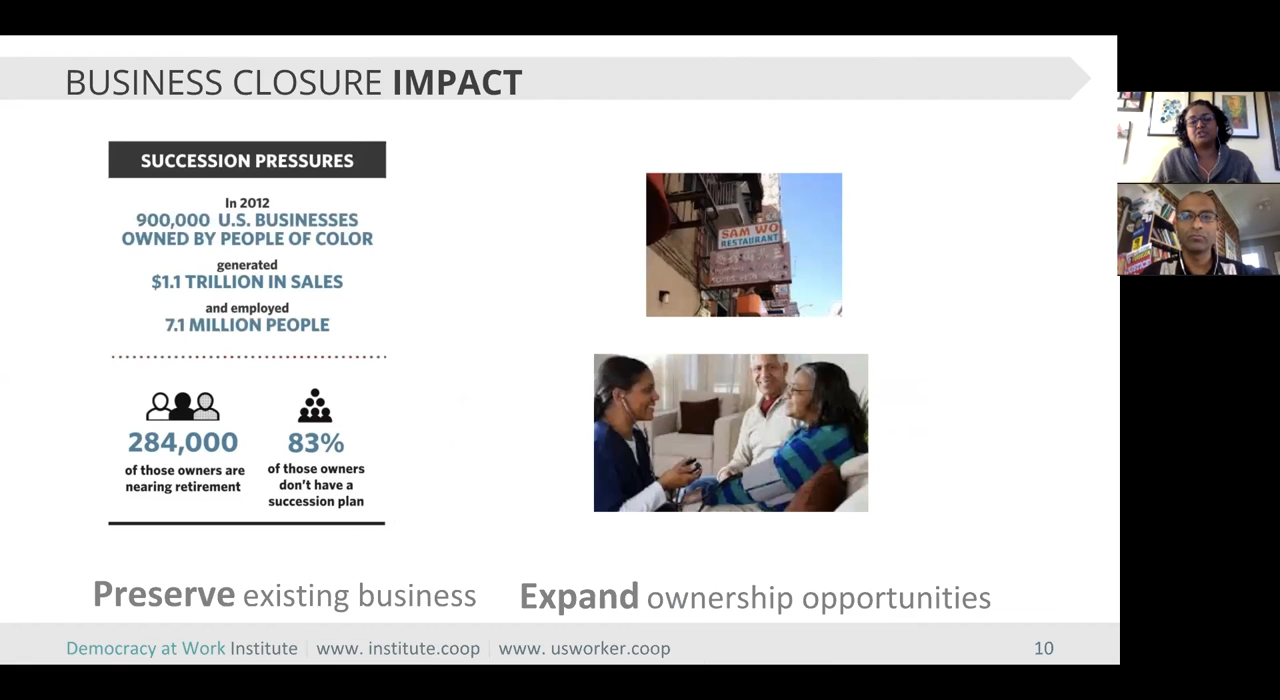 BUSINESS CLOSURE IMPACT
SUCCESSION PRESSURES
In 2012
900,000 U.S. BUSINESSES
OWNED BY PEOPLE OF COLOR
generated
$1.1 TRILLION IN SALES
and employed
7.1 MILLION PEOPLE
284,000
of those owners are
nearing retirement
83%
of those owners
don't have a
succession plan
SAM WO
RESTAURANT
Preserve existing business
Expand ownership opportunities
Democracy at Work Institute | www. institute.coop | www. usworker.coop
10